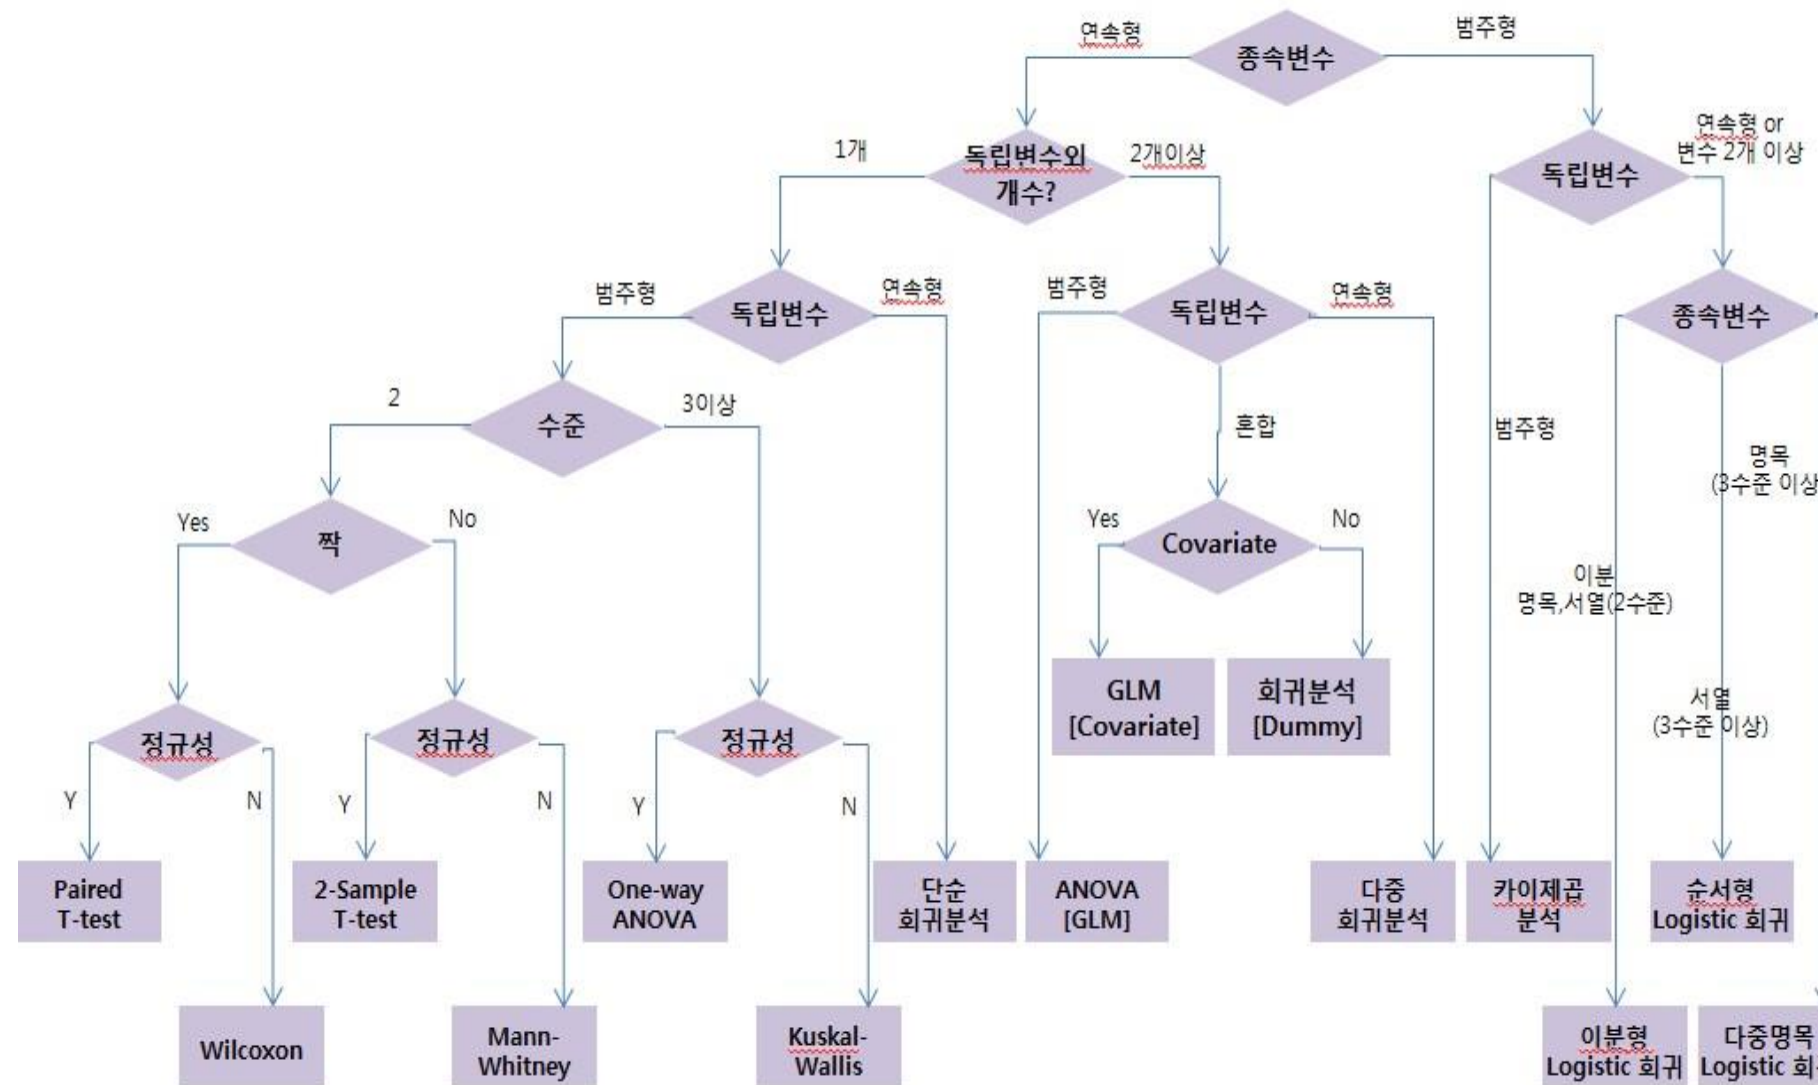 연속형
종속변수
범주형
1개
독립변수의
개수?
2개이상
독립변수
연속형 or
변수 2개 이상
범주형
독립변수
연속형
범주형
독립변수
연속형
종속변수
2
수준
3이상
혼합
범주형
명목
(3수준 이상
Yes
짝
No
Yes
Covariate
No
이분
명목,서열(2수준)
GLM
[Covariate]
회귀분석
[Dummy]
서열
(3수준 이상)
정규성
정규성
정규성
Y
N
Y
N
Y
N
Paired
T-test
2-Sample
T-test
One-way
ANOVA
단순
회귀분석
ANOVA
[GLM]
다중
회귀분석
카이제곱
분석
순서형
Logistic 회귀
Wilcoxon
Mann-
Whitney
Kuskal-
Wallis
이분형
Logistic 회귀
다중명목
Logistic